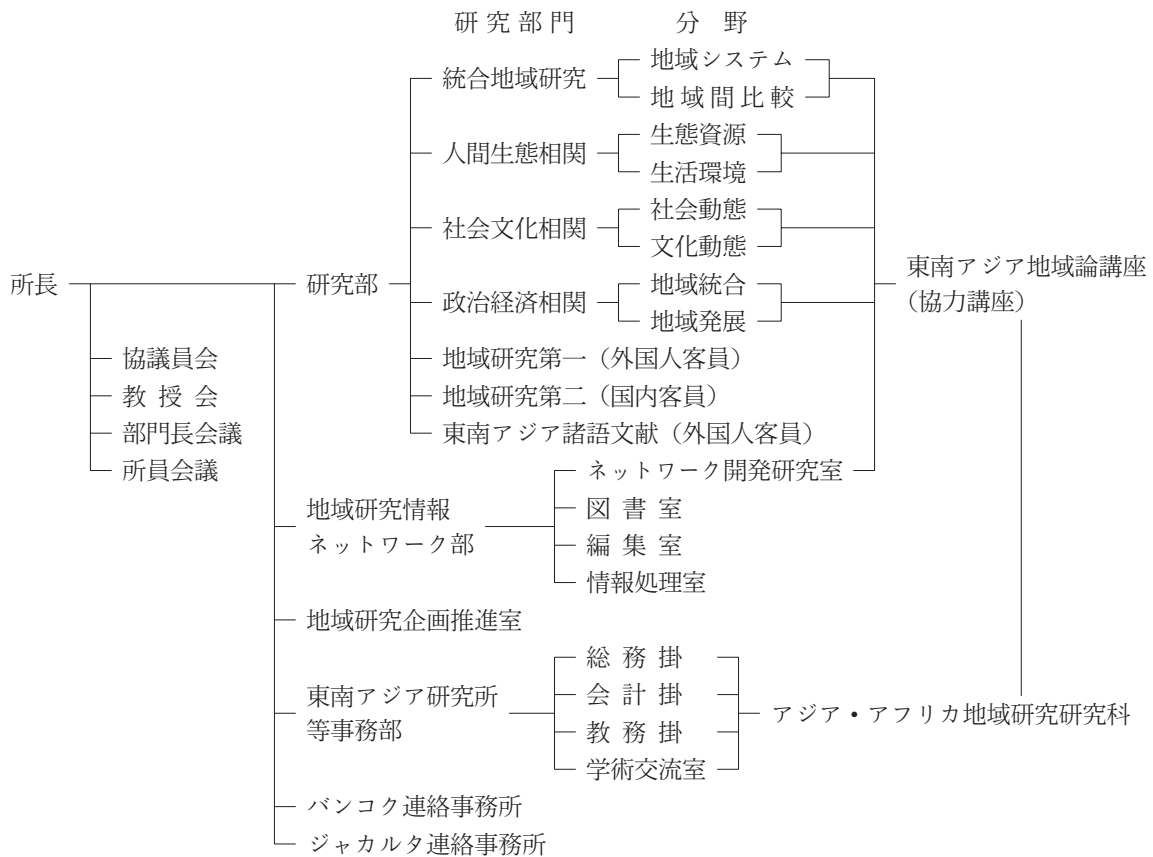 研究部門 分野
統合地域研究 地域システム
地域間比較
人間生態相関 生態資源
生活環境
社会文化相関 社会動態
文化動態
所長 研究部 東南アジア地域論講座
(協力講座)
政治経済相関 地域統合
地域発展
協議員会 地域研究第一(外国人客員)
教授会 地域研究第二(国内客員)
部門長会議 東南アジア諸語文献(外国人客員)
所員会議 ネットワーク開発研究室
地域研究情報
ネットワーク部
図書室
編集室
情報処理室
地域研究企画推進室
東南アジア研究所
等事務部
総務掛
会計掛
教務掛
学術交流室
アジア・アフリカ地域研究研究科
バンコク連絡事務所
ジャカルタ連絡事務所